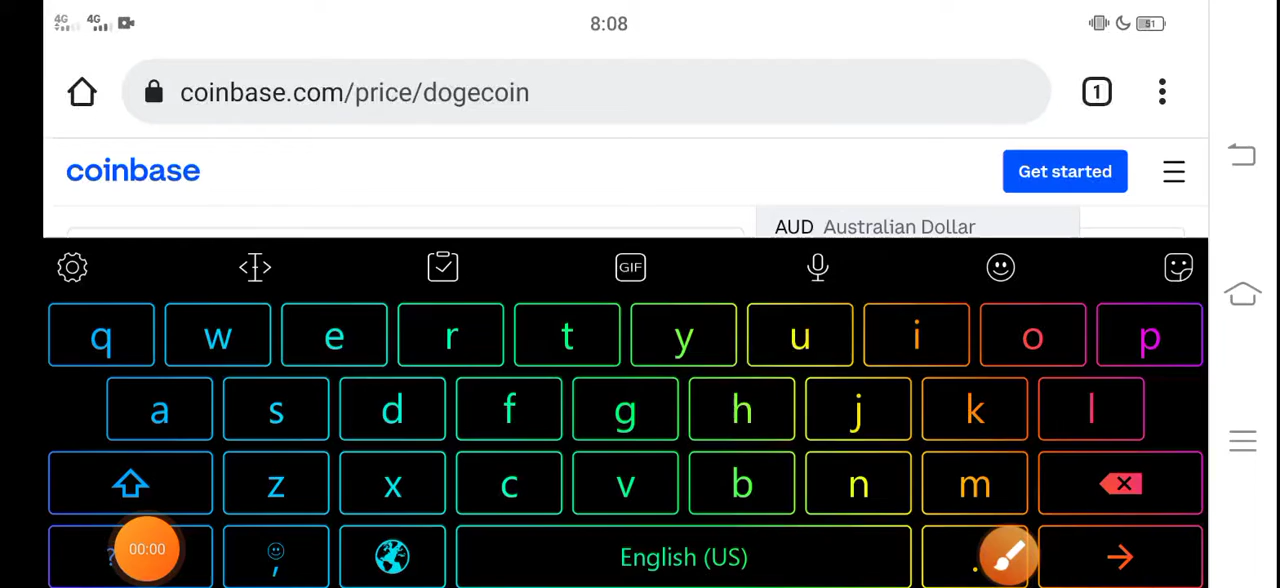 4G 4G 8:08 51
coinbase.com/price/dogecoin 1
coinbase Get started
AUD Australian Dollar
GIF
q w e r t y u i o p
a s d f g h j k l
z x c v b n m
? 00:00 , English (US) .